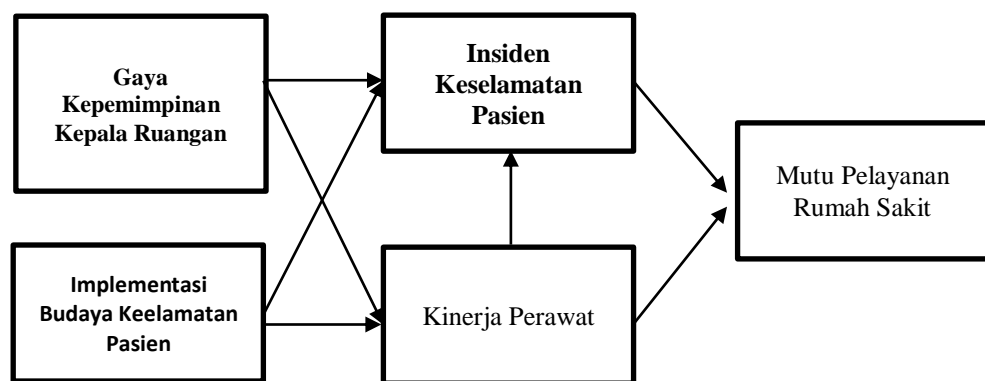 Gaya
Kepemimpinan
Kepala Ruangan
Insiden
Keselamatan
Pasien
Mutu Pelayanan
Rumah Sakit
Implementasi
Budaya Keelamatan
Pasien
Kinerja Perawat